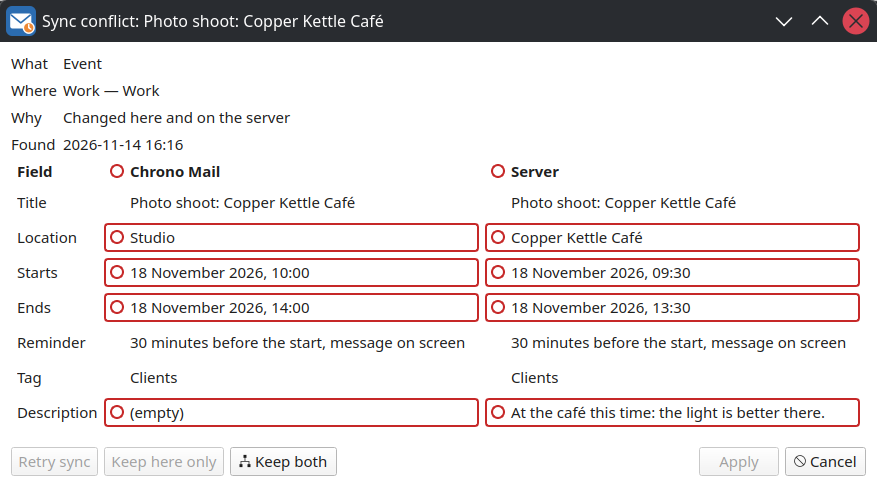 Sync conflict: Photo shoot: Copper Kettle Café
What Event
Where Work — Work
Why Changed here and on the server
Found 2026-11-14 16:16
Field Chrono Mail Server
Title Photo shoot: Copper Kettle Café Photo shoot: Copper Kettle Café
Location Studio Copper Kettle Café
Starts 18 November 2026, 10:00 18 November 2026, 09:30
Ends 18 November 2026, 14:00 18 November 2026, 13:30
Reminder 30 minutes before the start, message on screen 30 minutes before the start, message on screen
Tag Clients Clients
Description (empty) At the café this time: the light is better there.
Retry sync Keep here only Keep both Apply Cancel